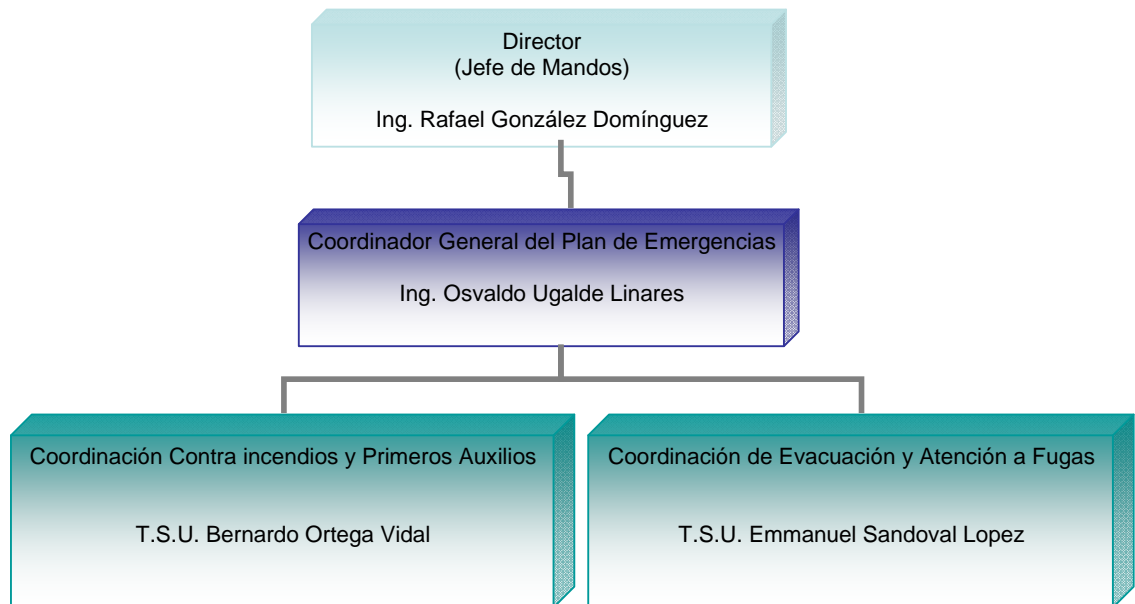 Director
(Jefe de Mandos)
Ing. Rafael González Domínguez
Coordinador General del Plan de Emergencias
Ing. Osvaldo Ugalde Linares
Coordinación Contra incendios y Primeros Auxilios
T.S.U. Bernardo Ortega Vidal
Coordinación de Evacuación y Atención a Fugas
T.S.U. Emmanuel Sandoval Lopez